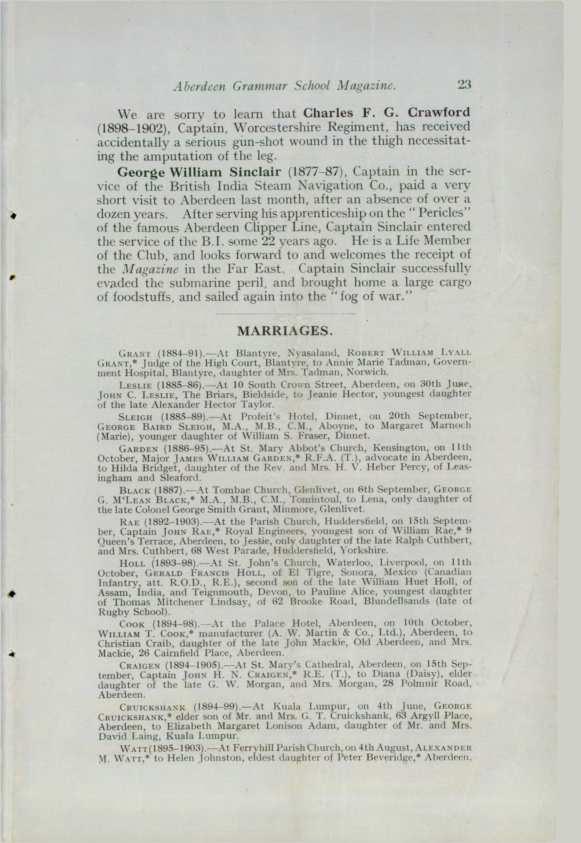 Aberdeen Grammar School Magazine. 23
We are sorry to learn that Charles F. G. Crawford
(1898–1902), Captain, Worcestershire Regiment, has received
accidentally a serious gun-shot wound in the thigh necessitat-
ing the amputation of the leg.
George William Sinclair (1877–87), Captain in the ser-
vice of the British India Steam Navigation Co., paid a very
short visit to Aberdeen last month, after an absence of over a
dozen years. After serving his apprenticeship on the "Pericles"
of the famous Aberdeen Clipper Line, Captain Sinclair entered
the service of the B.I. some 22 years ago. He is a Life Member
of the Club, and looks forward to and welcomes the receipt of
the Magazine in the Far East. Captain Sinclair successfully
evaded the submarine peril, and brought home a large cargo
of foodstuffs, and sailed again into the "fog of war."
MARRIAGES.
GRANT (1884–91).—At Blantyre, Nyasaland, ROBERT WILLIAM LYALL
GRANT,* Judge of the High Court, Blantyre, to Annie Marie Tadman, Govern-
ment Hospital, Blantyre, daughter of Mrs. Tadman, Norwich.
LESLIE (1885–86).—At 10 South Crown Street, Aberdeen, on 30th June,
JOHN C. LESLIE, The Briars, Bieldside, to Jeanie Hector, youngest daughter
of the late Alexander Hector Taylor.
SLEIGH (1885–89).—At Profeit's Hotel, Dinnet, on 20th September,
GEORGE BAIRD SLEIGH, M.A., M.B., C.M., Aboyne, to Margaret Marnoch
(Marie), younger daughter of William S. Fraser, Dinnet.
GARDEN (1886–95).—At St. Mary Abbot's Church, Kensington, on 11th
October, Major JAMES WILLIAM GARDEN,* R.F.A. (T.), advocate in Aberdeen,
to Hilda Bridget, daughter of the Rev. and Mrs. H. V. Heber Percy, of Leas-
ingham and Sleaford.
BLACK (1887).—At Tombae Church, Glenlivet, on 6th September, GEORGE
G. M'LEAN BLACK,* M.A., M.B., C.M., Tomintoul, to Lena, only daughter of
the late Colonel George Smith Grant, Minmore, Glenlivet.
RAE (1892–1903).—At the Parish Church, Huddersfield, on 15th Septem-
ber, Captain JOHN RAE,* Royal Engineers, youngest son of William Rae,* 9
Queen's Terrace, Aberdeen, to Jessie, only daughter of the late Ralph Cuthbert,
and Mrs. Cuthbert, 68 West Parade, Huddersfield, Yorkshire.
HOLL (1893–98).—At St. John's Church, Waterloo, Liverpool, on 11th
October, GERALD FRANCIS HOLL, of El Tigre, Sonora, Mexico (Canadian
Infantry, att. R.O.D., R.E.), second son of the late William Huet Holl, of
Assam, India, and Teignmouth, Devon, to Pauline Alice, youngest daughter
of Thomas Mitchener Lindsay, of 62 Brooke Road, Blundellsands (late of
Rugby School).
COOK (1894–98).—At the Palace Hotel, Aberdeen, on 10th October,
WILLIAM T. COOK,* manufacturer (A. W. Martin & Co., Ltd.), Aberdeen, to
Christian Craib, daughter of the late John Mackie, Old Aberdeen, and Mrs.
Mackie, 26 Cairnfield Place, Aberdeen.
CRAIGEN (1894–1905).—At St. Mary's Cathedral, Aberdeen, on 15th Sep-
tember, Captain JOHN H. N. CRAIGEN,* R.E. (T.), to Diana (Daisy), elder
daughter of the late G. W. Morgan, and Mrs. Morgan, 28 Polmuir Road,
Aberdeen.
CRUICKSHANK (1894–99).—At Kuala Lumpur, on 4th June, GEORGE
CRUICKSHANK,* elder son of Mr. and Mrs. G. T. Cruickshank, 63 Argyll Place,
Aberdeen, to Elizabeth Margaret Lonison Adam, daughter of Mr. and Mrs.
David Laing, Kuala Lumpur.
WATT (1895–1903).—At Ferryhill Parish Church, on 4th August, ALEXANDER
M. WATT,* to Helen Johnston, eldest daughter of Peter Beveridge,* Aberdeen.